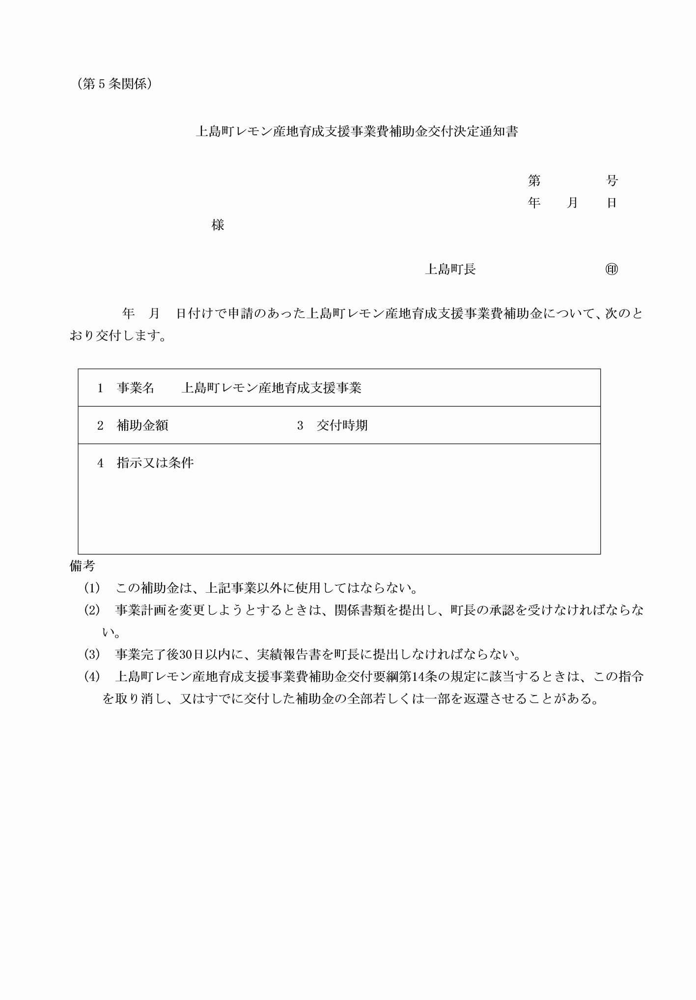 （第５条関係）
上島町レモン産地育成支援事業費補助金交付決定通知書
第　　　　　号
年　　月　　日
様
上島町長　　　　　　　　　　㊞
年　月　日付けで申請のあった上島町レモン産地育成支援事業費補助金について、次のと
おり交付します。
1　事業名　　上島町レモン産地育成支援事業
2　補助金額　　　　　　　　　　3　交付時期
4　指示又は条件
備考
(1)　この補助金は、上記事業以外に使用してはならない。
(2)　事業計画を変更しようとするときは、関係書類を提出し、町長の承認を受けなければならな
い。
(3)　事業完了後30日以内に、実績報告書を町長に提出しなければならない。
(4)　上島町レモン産地育成支援事業費補助金交付要綱第14条の規定に該当するときは、この指令
を取り消し、又はすでに交付した補助金の全部若しくは一部を返還させることがある。